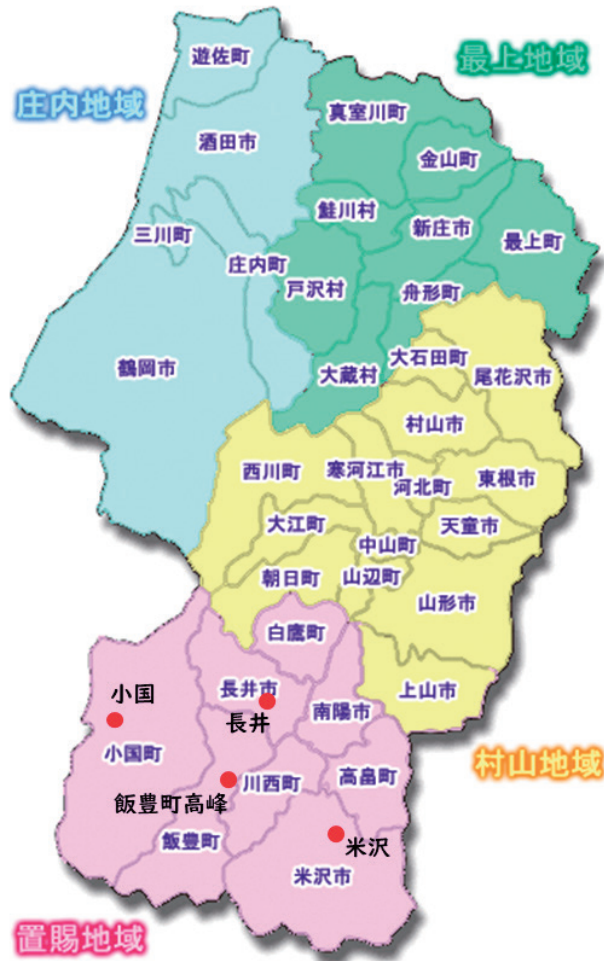 遊佐町
最上地域
庄内地域
真室川町
酒田市
金山町
鮭川村
新庄市
三川町
最上町
庄内町
戸沢村
舟形町
大石田町
鶴岡市
大蔵村
尾花沢市
村山市
西川町
寒河江市
東根市
河北町
大江町
天童市
中山町
朝日町
山辺町
山形市
白鷹町
小国
長井市
上山市
南陽市
長井
小国町
村山地域
高畠町
川西町
飯豊町高峰
飯豊町
米沢
米沢市
置賜地域